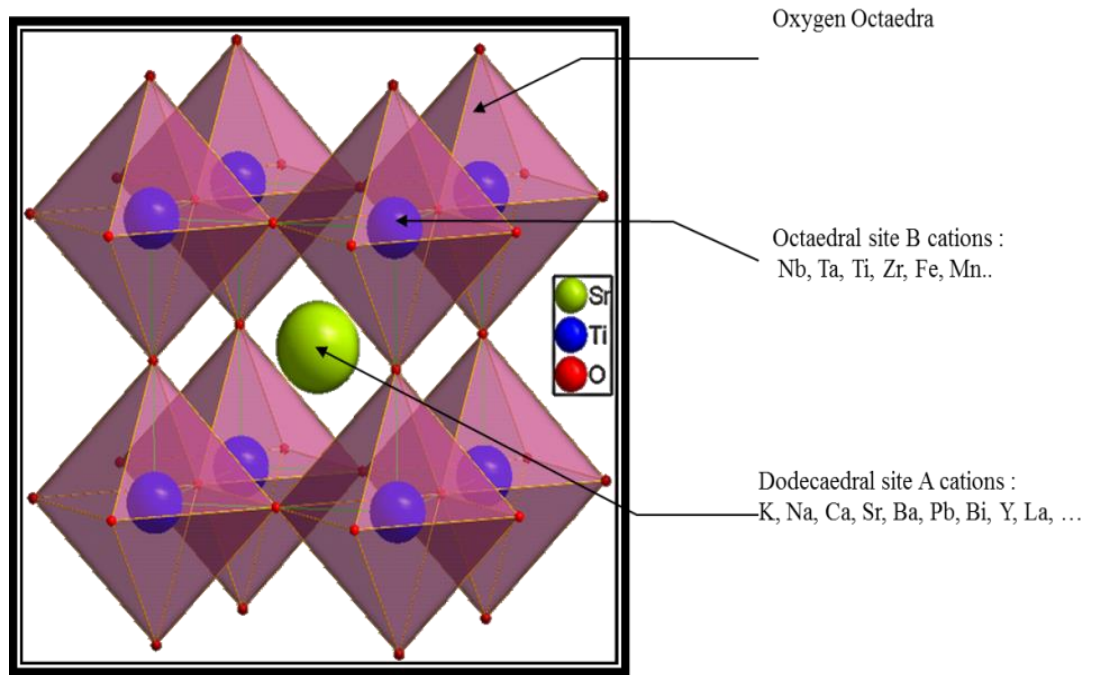 Oxygen Octaedra
Octaedral site B cations :
Nb, Ta, Ti, Zr, Fe, Mn..
Sr
Ti
O
Dodecaedral site A cations :
K, Na, Ca, Sr, Ba, Pb, Bi, Y, La, …